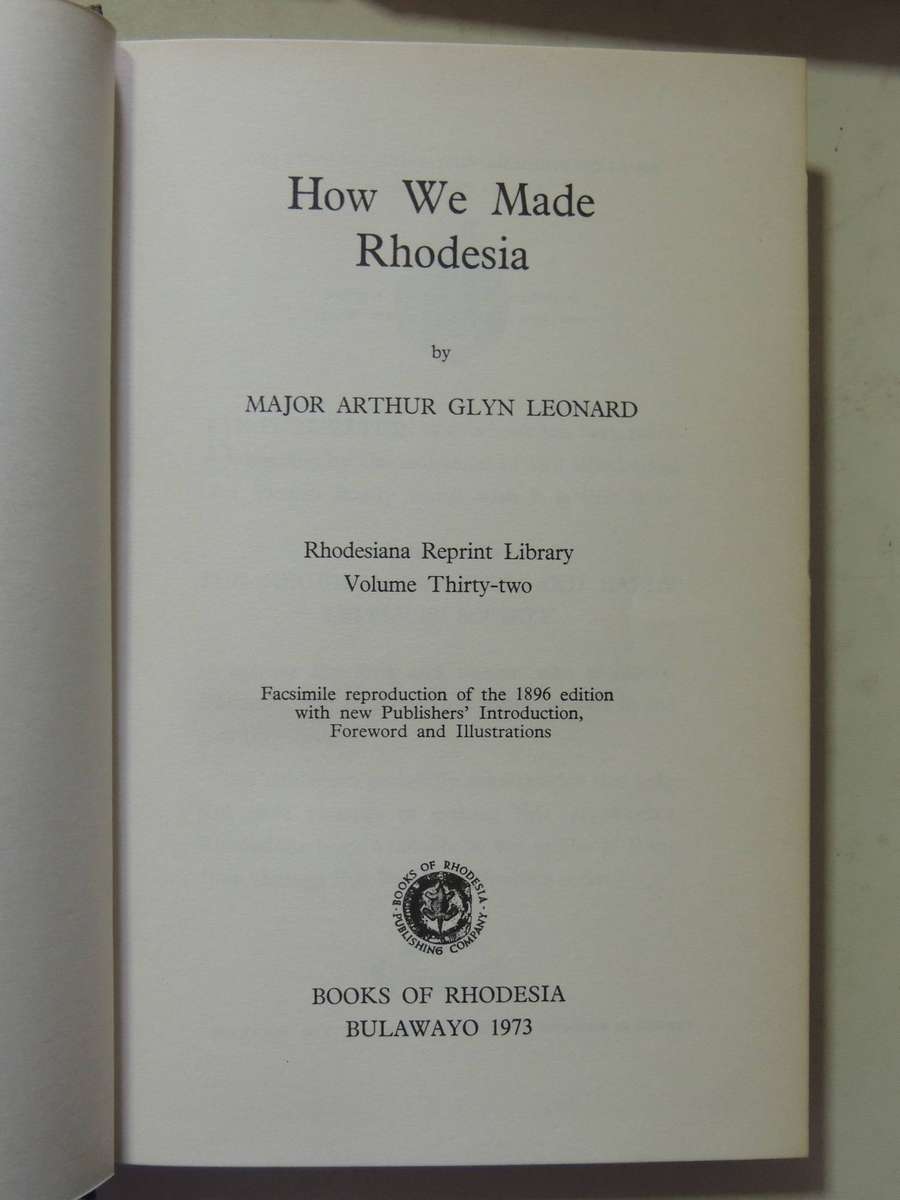 How We Made
Rhodesia
by
MAJOR ARTHUR GLYN LEONARD
Rhodesiana Reprint Library
Volume Thirty-two
Facsimile reproduction of the 1896 edition
with new Publishers' Introduction,
Foreword and Illustrations
· BOOKS OF RHODESIA ·
PUBLISHING COMPANY
BOOKS OF RHODESIA
BULAWAYO 1973